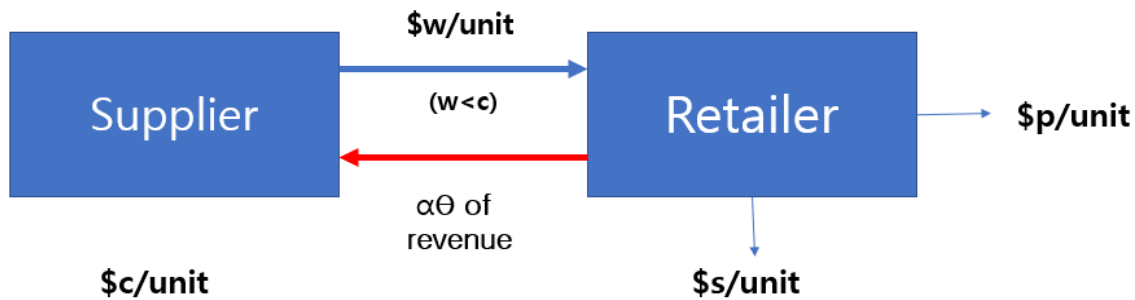 $w/unit
Supplier
(w<c)
Retailer
$p/unit
αΘ of
revenue
$c/unit
$s/unit